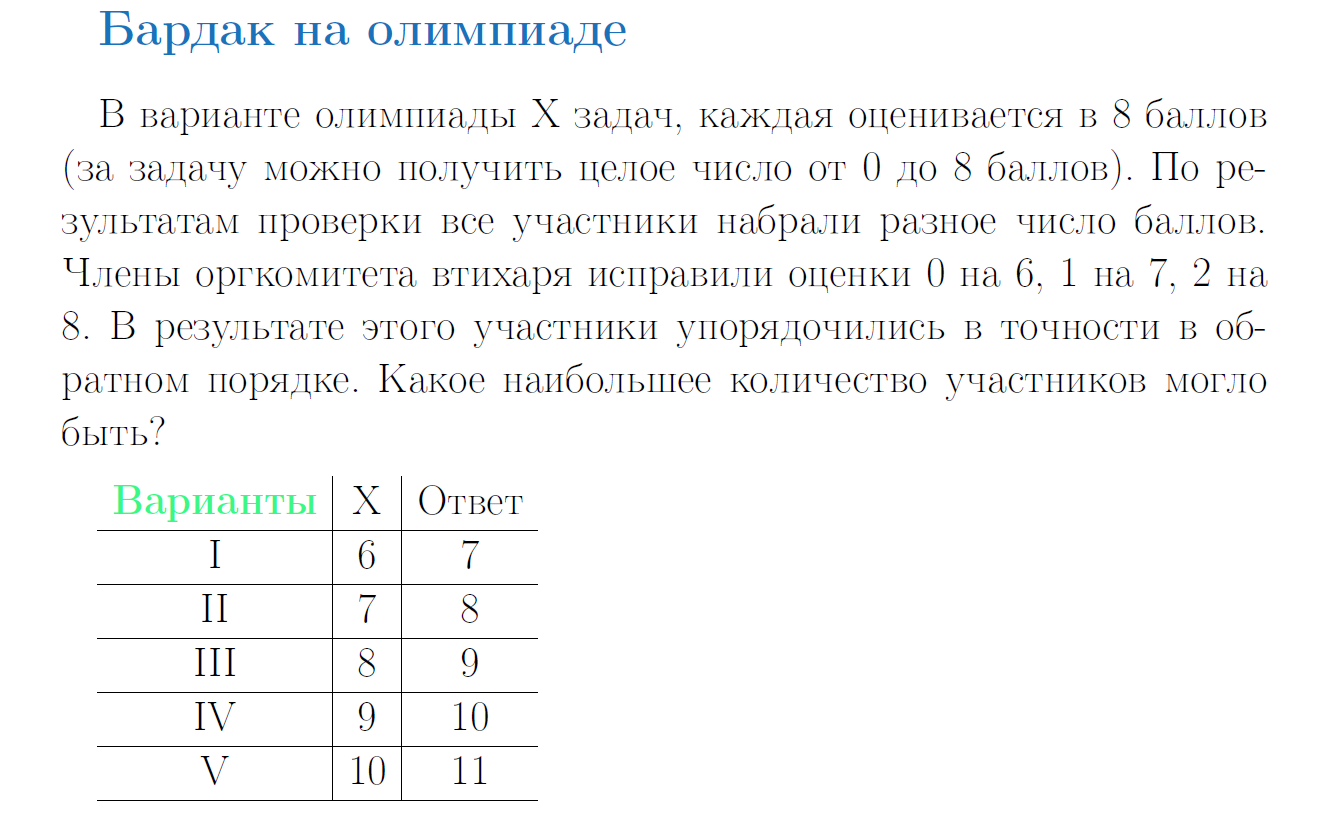 Бардак на олимпиаде
В варианте олимпиады X задач, каждая оценивается в 8 баллов
(за задачу можно получить целое число от 0 до 8 баллов). По ре-
зультатам проверки все участники набрали разное число баллов.
Члены оргкомитета втихаря исправили оценки 0 на 6, 1 на 7, 2 на
8. В результате этого участники упорядочились в точности в об-
ратном порядке. Какое наибольшее количество участников могло
быть?
Варианты X Ответ
I 6 7
II 7 8
III 8 9
IV 9 10
V 10 11